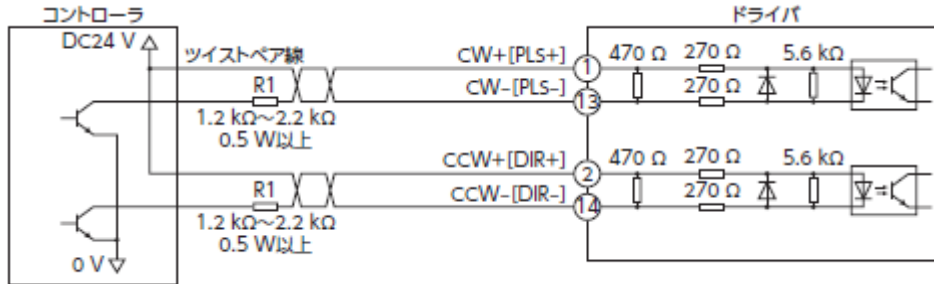 コントローラ
ドライバ
DC24 V
ツイストペア線
CW+[PLS+]
1
470 Ω
270 Ω
5.6 kΩ
R1
CW-[PLS-]
13
270 Ω
1.2 kΩ～2.2 kΩ
0.5 W以上
CCW+[DIR+]
2
470 Ω
270 Ω
5.6 kΩ
R1
CCW-[DIR-]
14
270 Ω
1.2 kΩ～2.2 kΩ
0.5 W以上
0 V